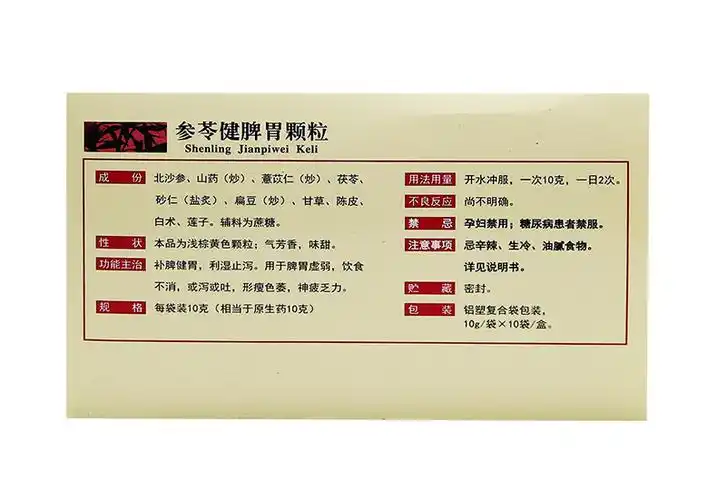 参苓健脾胃颗粒
Shenling Jianpiwei Keli
成份 北沙参、山药（炒）、薏苡仁（炒）、茯苓、
砂仁（盐炙）、扁豆（炒）、甘草、陈皮、
白术、莲子。辅料为蔗糖。
性状 本品为浅棕黄色颗粒；气芳香，味甜。
功能主治 补脾健胃，利湿止泻。用于脾胃虚弱，饮食
不消，或泻或吐，形瘦色萎，神疲乏力。
规格 每袋装10克（相当于原生药10克）
用法用量 开水冲服，一次10克，一日2次。
不良反应 尚不明确。
禁忌 孕妇禁用；糖尿病患者禁服。
注意事项 忌辛辣、生冷、油腻食物。
详见说明书。
贮藏 密封。
包装 铝塑复合袋包装，
10g/袋×10袋/盒。